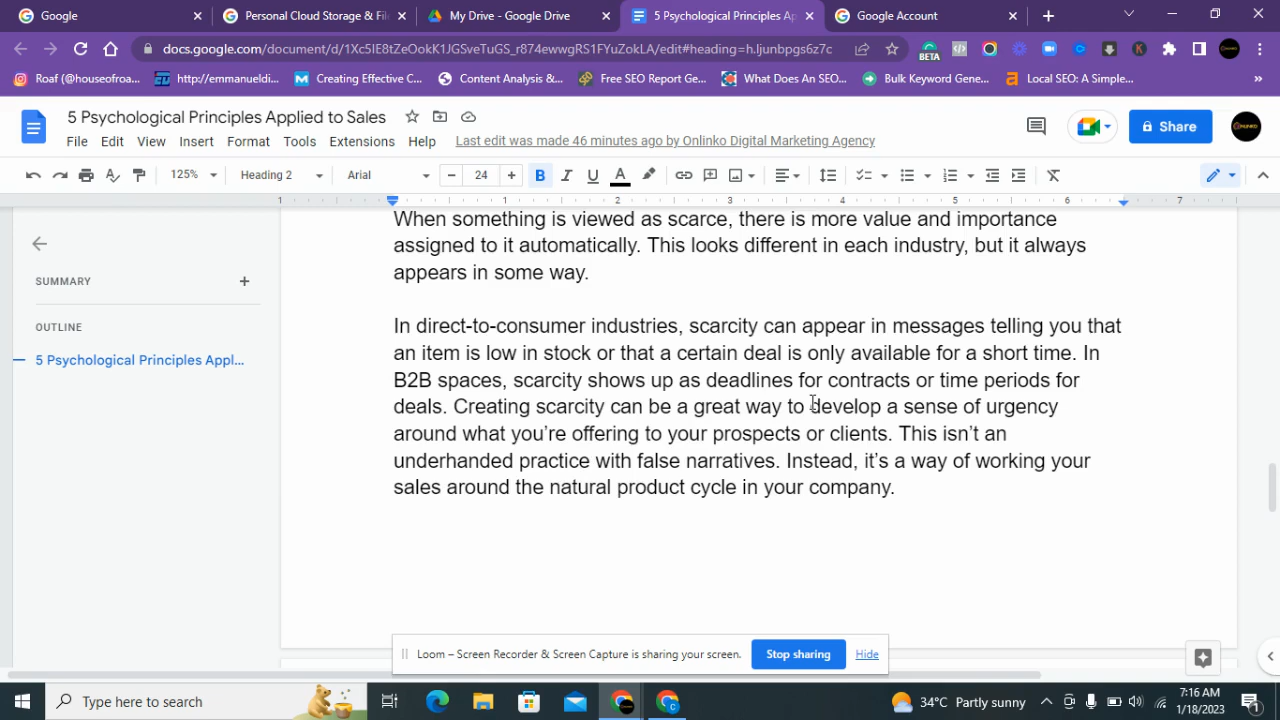 Google
Personal Cloud Storage & Fil
My Drive - Google Drive
5 Psychological Principles Ap
Google Account
docs.google.com/document/d/1Xc5IE8tZeOokK1JGSveTuGS_r874ewwgRS1FYuZokLA/edit#heading=h.ljunbpgs6z7c
BETA
K
Roaf (@houseofroa...
http://emmanueldi...
Creating Effective C...
Content Analysis &...
Free SEO Report Ge...
What Does An SEO...
Bulk Keyword Gene...
Local SEO: A Simple...
»
5 Psychological Principles Applied to Sales
Share
File Edit View Insert Format Tools Extensions Help
Last edit was made 46 minutes ago by Onlinko Digital Marketing Agency
125% Heading 2 Arial 24 B I U A
1 1 2 3 4 5 6 7
SUMMARY
OUTLINE
5 Psychological Principles Appl...
When something is viewed as scarce, there is more value and importance
assigned to it automatically. This looks different in each industry, but it always
appears in some way.
In direct-to-consumer industries, scarcity can appear in messages telling you that
an item is low in stock or that a certain deal is only available for a short time. In
B2B spaces, scarcity shows up as deadlines for contracts or time periods for
deals. Creating scarcity can be a great way to develop a sense of urgency
around what you’re offering to your prospects or clients. This isn’t an
underhanded practice with false narratives. Instead, it’s a way of working your
sales around the natural product cycle in your company.
Loom – Screen Recorder & Screen Capture is sharing your screen.
Stop sharing
Hide
Type here to search
34°C Partly sunny
7:16 AM
1/18/2023
1